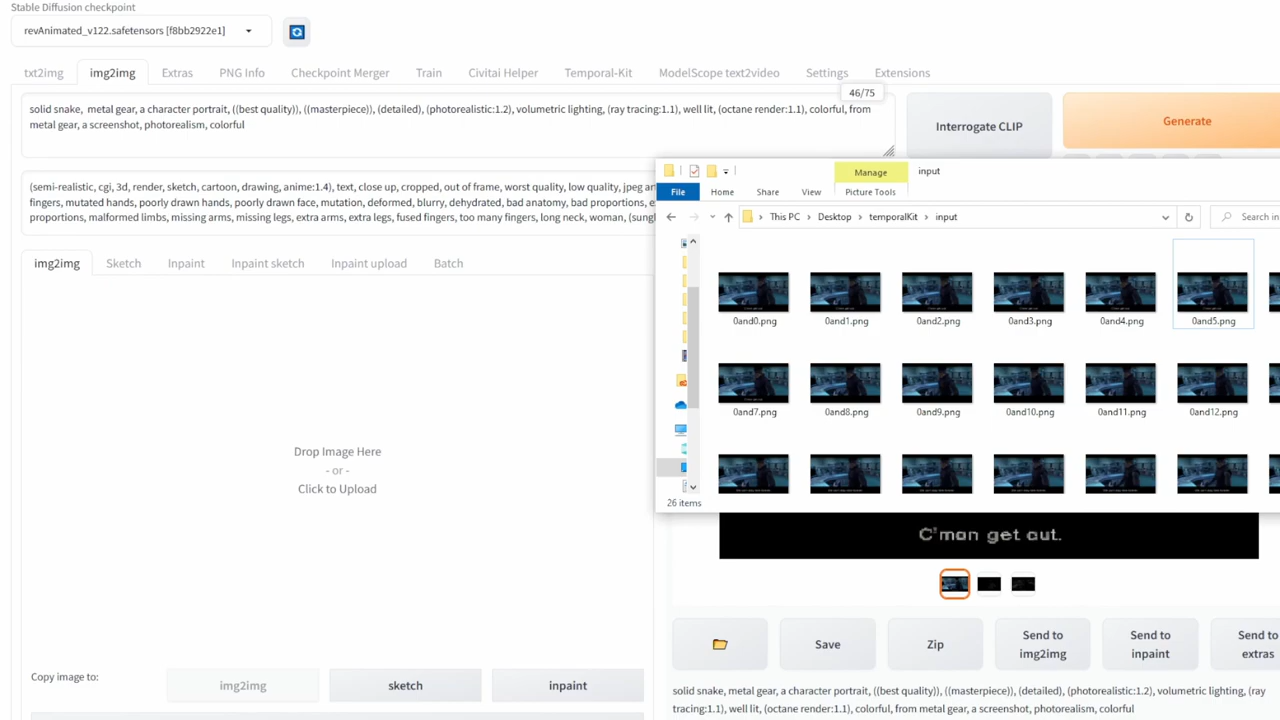 Stable Diffusion checkpoint
revAnimated_v122.safetensors [f8bb2922e1]
txt2img
img2img
Extras
PNG Info
Checkpoint Merger
Train
Civitai Helper
Temporal-Kit
ModelScope text2video
Settings
Extensions
46/75
solid snake, metal gear, a character portrait, ((best quality)), ((masterpiece)), (detailed), (photorealistic:1.2), volumetric lighting, (ray tracing:1.1), well lit, (octane render:1.1), colorful, from
metal gear, a screenshot, photorealism, colorful
Interrogate CLIP
Generate
(semi-realistic, cgi, 3d, render, sketch, cartoon, drawing, anime:1.4), text, close up, cropped, out of frame, worst quality, low quality, jpeg
fingers, mutated hands, poorly drawn hands, poorly drawn face, mutation, deformed, blurry, dehydrated, bad anatomy, bad proportions,
proportions, malformed limbs, missing arms, missing legs, extra arms, extra legs, fused fingers, too many fingers, long neck, woman,
Manage
input
File
Home
Share
View
Picture Tools
This PC > Desktop > temporalKit > input
Search in
0and0.png
0and1.png
0and2.png
0and3.png
0and4.png
0and5.png
0and7.png
0and8.png
0and9.png
0and10.png
0and11.png
0and12.png
26 items
img2img
Sketch
Inpaint
Inpaint sketch
Inpaint upload
Batch
Drop Image Here
- or -
Click to Upload
C'mon get out.
Copy image to:
img2img
sketch
inpaint
Save
Zip
Send to
img2img
Send to
inpaint
Send to
extras
solid snake, metal gear, a character portrait, ((best quality)), ((masterpiece)), (detailed), (photorealistic:1.2), volumetric lighting, (ray
tracing:1.1), well lit, (octane render:1.1), colorful, from metal gear, a screenshot, photorealism, colorful